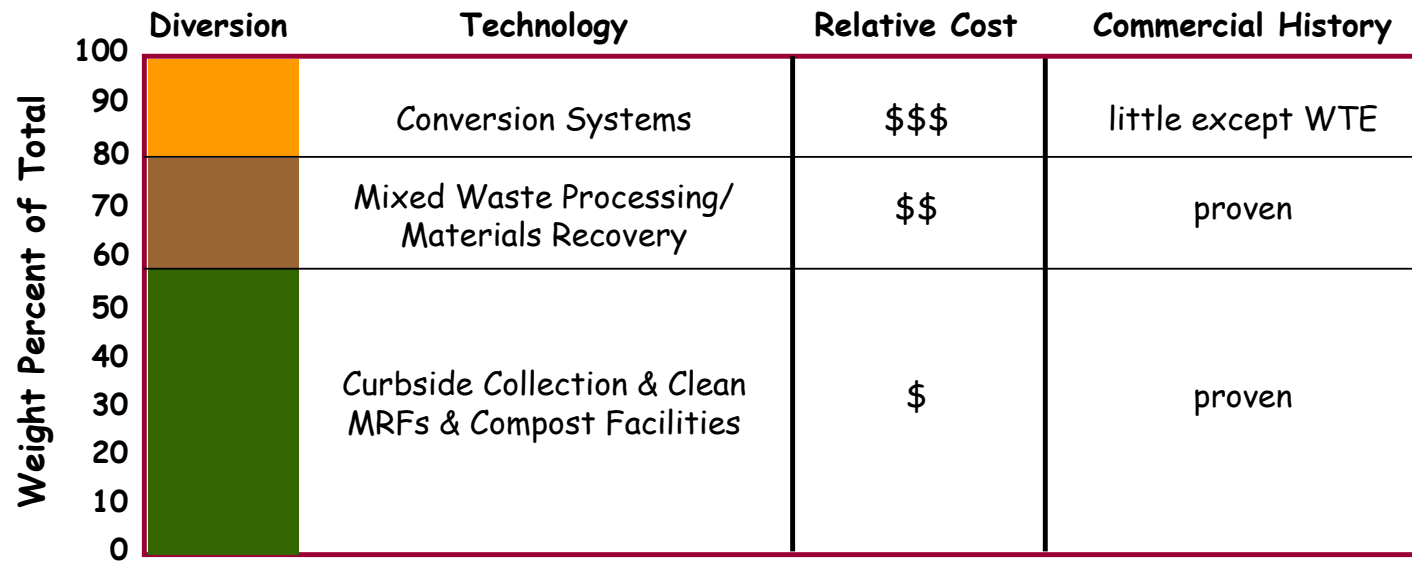 Diversion Technology Relative Cost Commercial History
Weight Percent of Total
100
90
80
70
60
50
40
30
20
10
0
Conversion Systems $$$ little except WTE
Mixed Waste Processing/
Materials Recovery
$$ proven
Curbside Collection & Clean
MRFs & Compost Facilities
$ proven